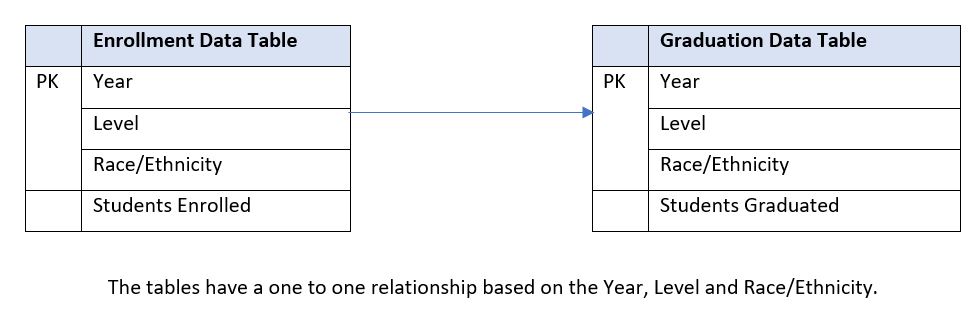 Enrollment Data Table
PK Year
Level
Race/Ethnicity
Students Enrolled
Graduation Data Table
PK Year
Level
Race/Ethnicity
Students Graduated
The tables have a one to one relationship based on the Year, Level and Race/Ethnicity.